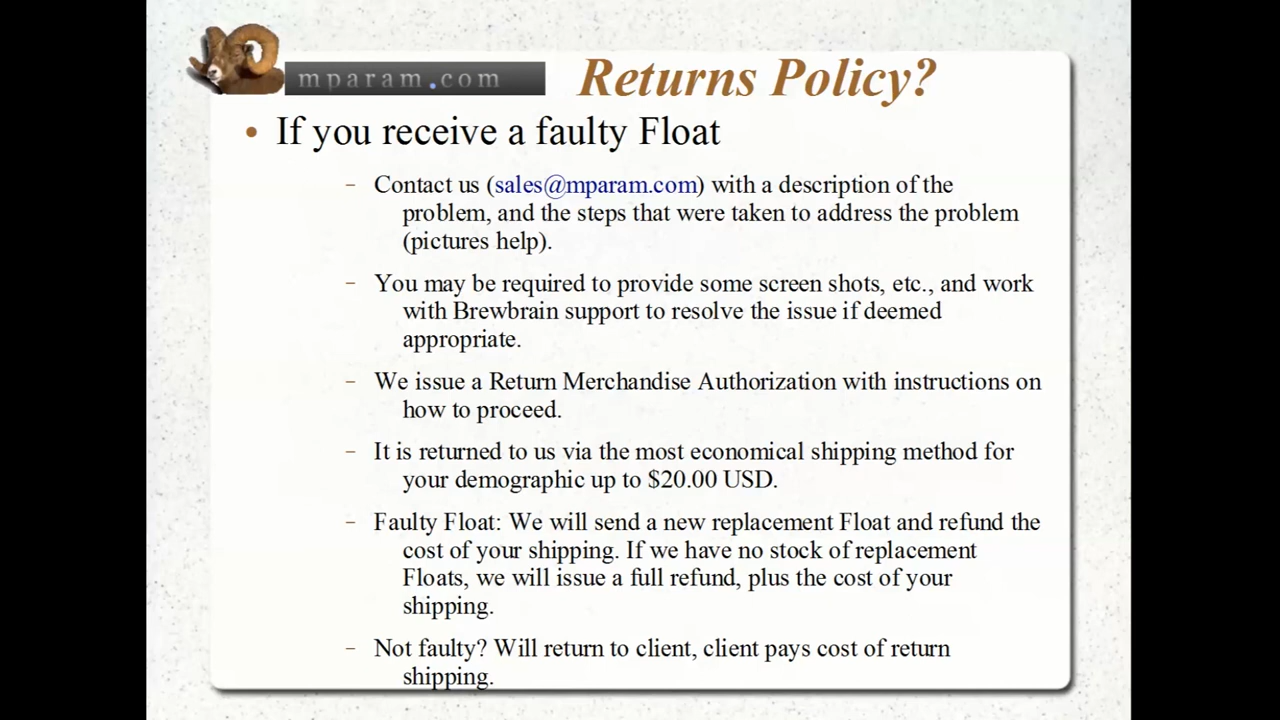 mparam.com
Returns Policy?
• If you receive a faulty Float
– Contact us (sales@mparam.com) with a description of the
problem, and the steps that were taken to address the problem
(pictures help).
– You may be required to provide some screen shots, etc., and work
with Brewbrain support to resolve the issue if deemed
appropriate.
– We issue a Return Merchandise Authorization with instructions on
how to proceed.
– It is returned to us via the most economical shipping method for
your demographic up to $20.00 USD.
– Faulty Float: We will send a new replacement Float and refund the
cost of your shipping. If we have no stock of replacement
Floats, we will issue a full refund, plus the cost of your
shipping.
– Not faulty? Will return to client, client pays cost of return
shipping.